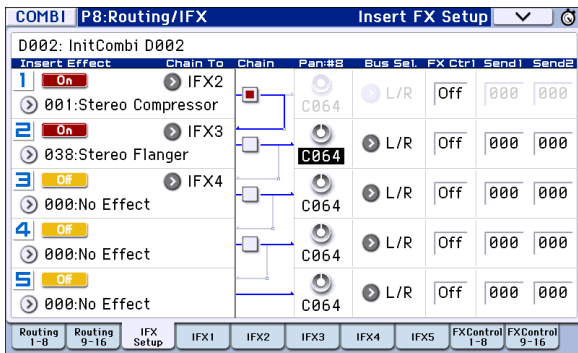 COMBI P8:Routing/IFX Insert FX Setup
D002: InitCombi D002
Insert Effect Chain To Chain Pan:#8 Bus Sel. FX Ctrl Send1 Send2
1 On IFX2
001:Stereo Compressor C064 L/R Off 000 000
2 On IFX3
038:Stereo Flanger C064 L/R Off 000 000
3 Off IFX4
000:No Effect C064 L/R Off 000 000
4 Off
000:No Effect C064 L/R Off 000 000
5 Off
000:No Effect C064 L/R Off 000 000
Routing 1-8 Routing 9-16 IFX Setup IFX1 IFX2 IFX3 IFX4 IFX5 FXControl 1-8 FXControl 9-16